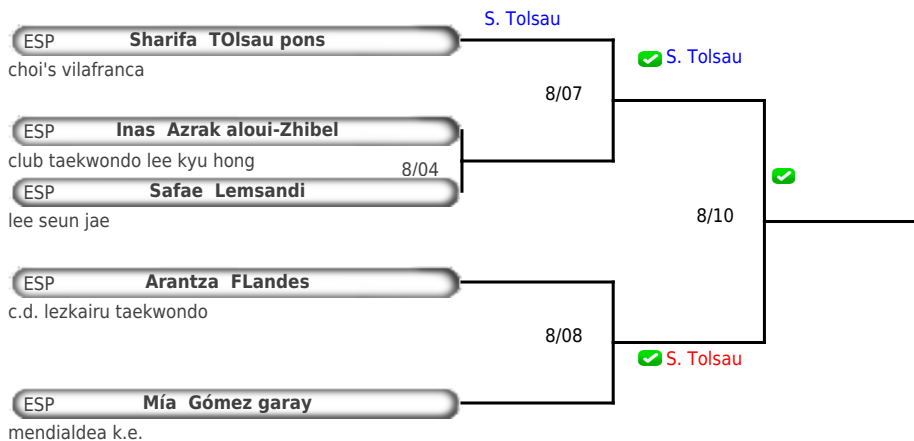 S. Tolsau
ESP Sharifa TOlsau pons
choi's vilafranca
S. Tolsau
8/07
ESP Inas Azrak aloui-Zhibel
club taekwondo lee kyu hong
8/04
ESP Safae Lemsandi
lee seun jae
8/10
ESP Arantza FLandes
c.d. lezkairu taekwondo
8/08
S. Tolsau
ESP Mía Gómez garay
mendialdea k.e.